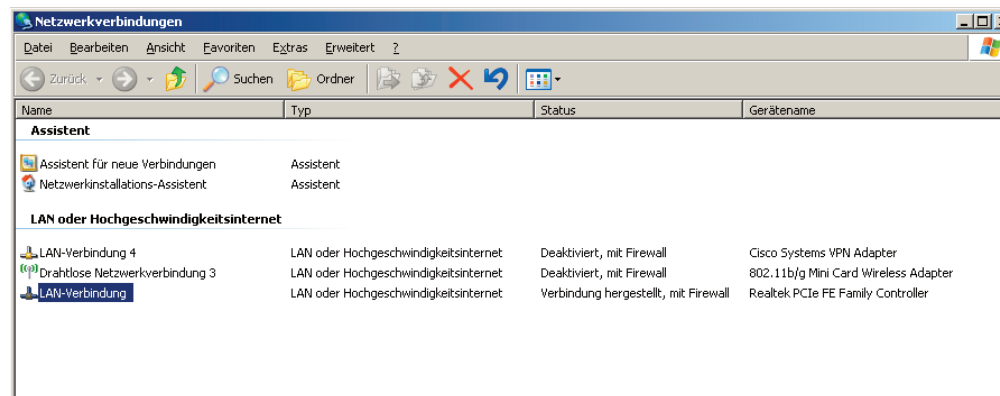 Netzwerkverbindungen
Datei Bearbeiten Ansicht Favoriten Extras Erweitert ?
Zurück Suchen Ordner
Name Typ Status Gerätename
Assistent
Assistent für neue Verbindungen Assistent
Netzwerkinstallations-Assistent Assistent
LAN oder Hochgeschwindigkeitsinternet
LAN-Verbindung 4 LAN oder Hochgeschwindigkeitsinternet Deaktiviert, mit Firewall Cisco Systems VPN Adapter
Drahtlose Netzwerkverbindung 3 LAN oder Hochgeschwindigkeitsinternet Deaktiviert, mit Firewall 802.11b/g Mini Card Wireless Adapter
LAN-Verbindung LAN oder Hochgeschwindigkeitsinternet Verbindung hergestellt, mit Firewall Realtek PCIe FE Family Controller